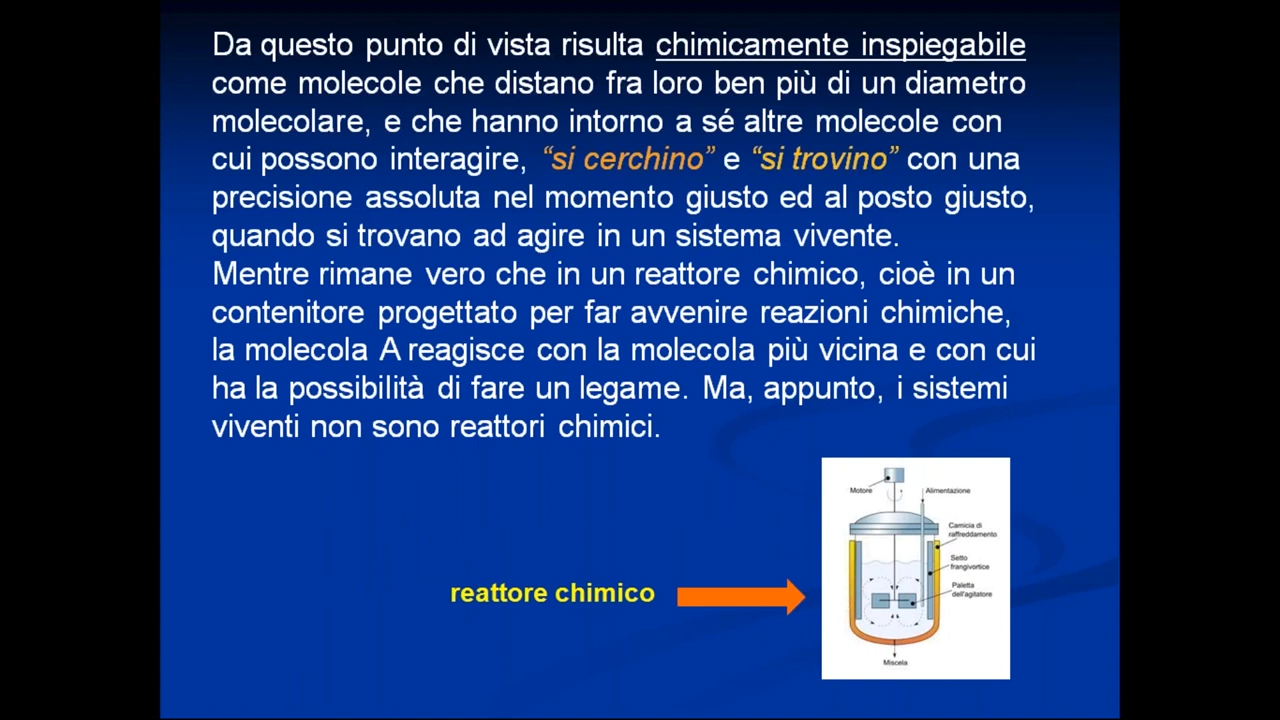 Da questo punto di vista risulta chimicamente inspiegabile
come molecole che distano fra loro ben più di un diametro
molecolare, e che hanno intorno a sé altre molecole con
cui possono interagire, “si cerchino” e “si trovino” con una
precisione assoluta nel momento giusto ed al posto giusto,
quando si trovano ad agire in un sistema vivente.
Mentre rimane vero che in un reattore chimico, cioè in un
contenitore progettato per far avvenire reazioni chimiche,
la molecola A reagisce con la molecola più vicina e con cui
ha la possibilità di fare un legame. Ma, appunto, i sistemi
viventi non sono reattori chimici.
Motore
Alimentazione
Camicia di
raffreddamento
Setto
frangivortice
Paletta
dell'agitatore
Miscela
reattore chimico